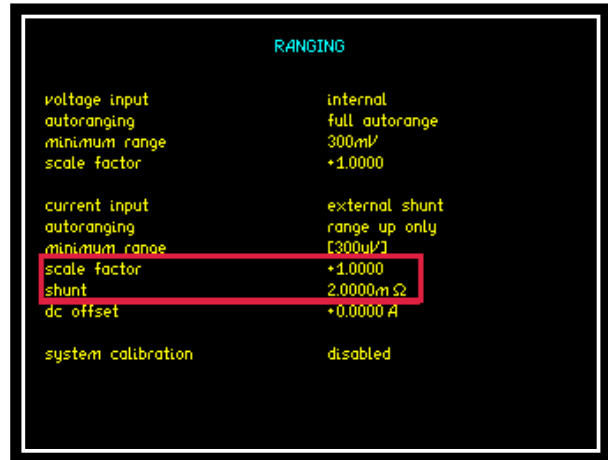 RANGING
voltage input internal
autoranging full autorange
minimum range 300mV
scale factor +1.0000
current input external shunt
autoranging range up only
minimum range [300uV]
scale factor +1.0000
shunt 2.0000m Ω
dc offset +0.0000 A
system calibration disabled